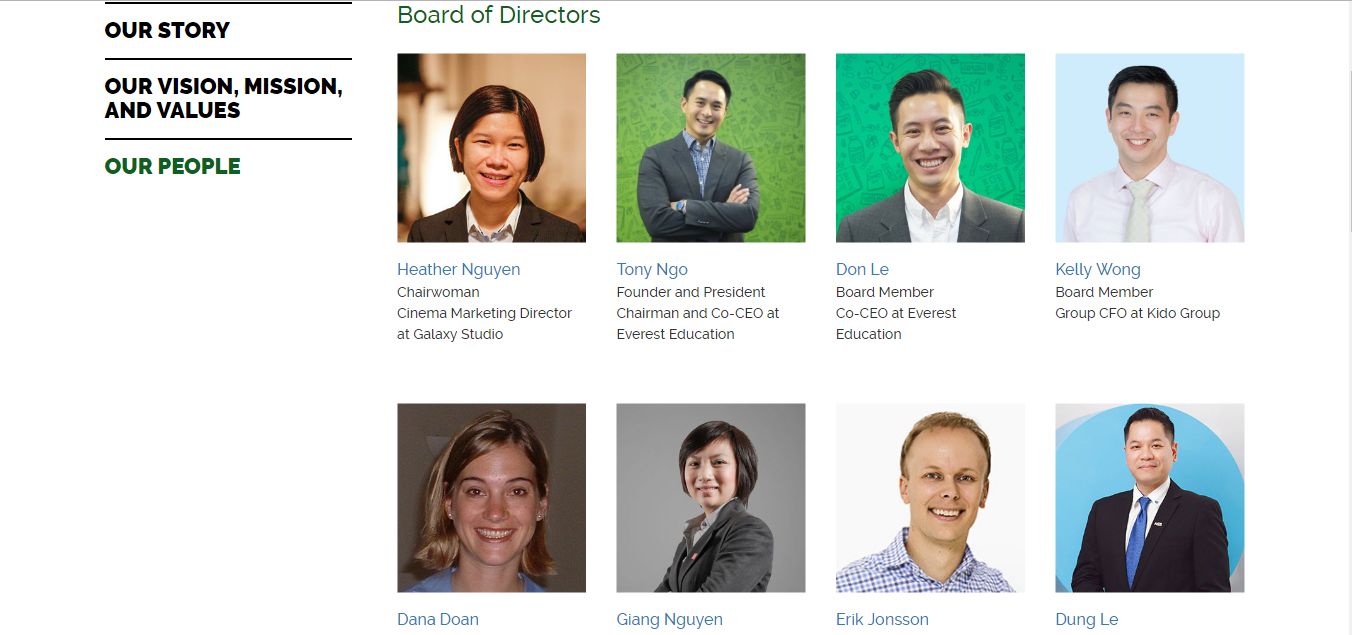 OUR STORY
OUR VISION, MISSION,
AND VALUES
OUR PEOPLE
Board of Directors
Heather Nguyen
Chairwoman
Cinema Marketing Director
at Galaxy Studio
Tony Ngo
Founder and President
Chairman and Co-CEO at
Everest Education
Don Le
Board Member
Co-CEO at Everest
Education
Kelly Wong
Board Member
Group CFO at Kido Group
Dana Doan
Giang Nguyen
Erik Jonsson
Dung Le